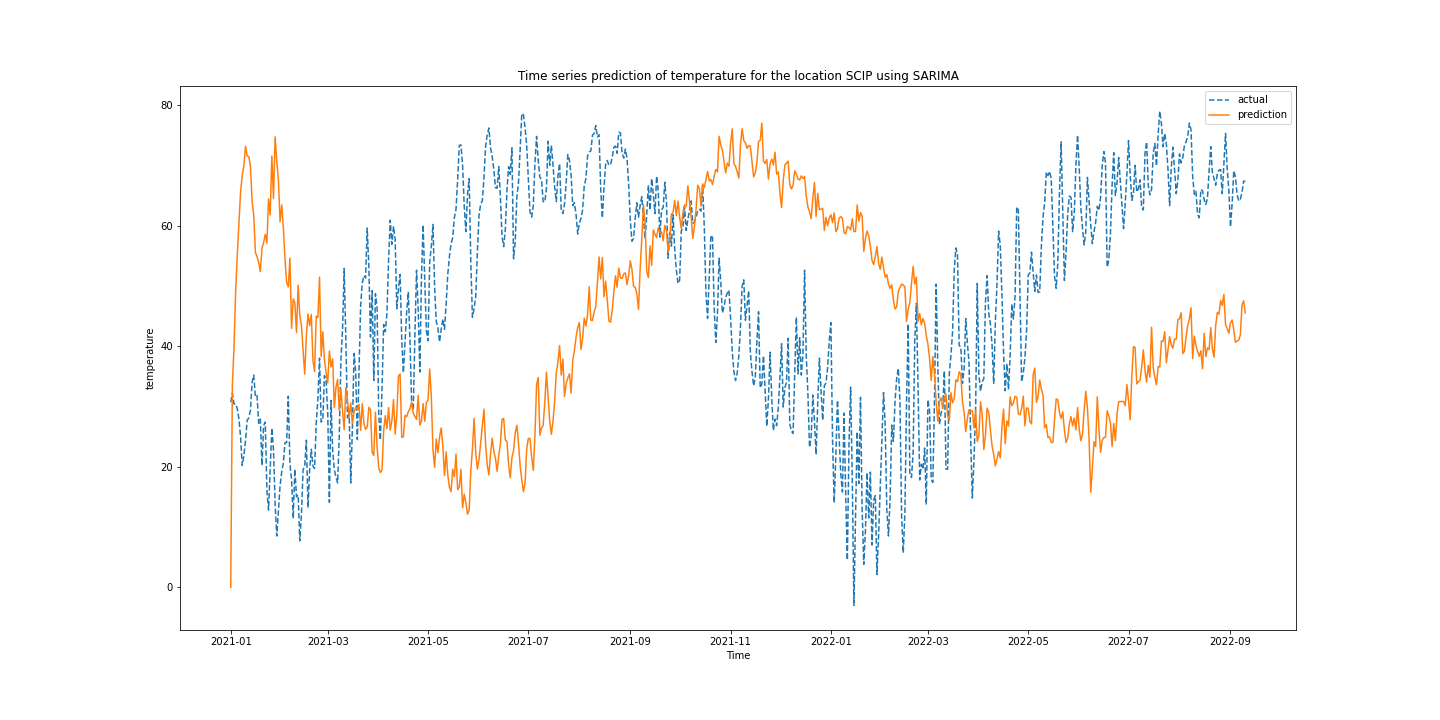 Time series prediction of temperature for the location SCIP using SARIMA
actual
prediction
80
60
40
20
0
temperature
2021-01 2021-03 2021-05 2021-07 2021-09 2021-11 2022-01 2022-03 2022-05 2022-07 2022-09
Time